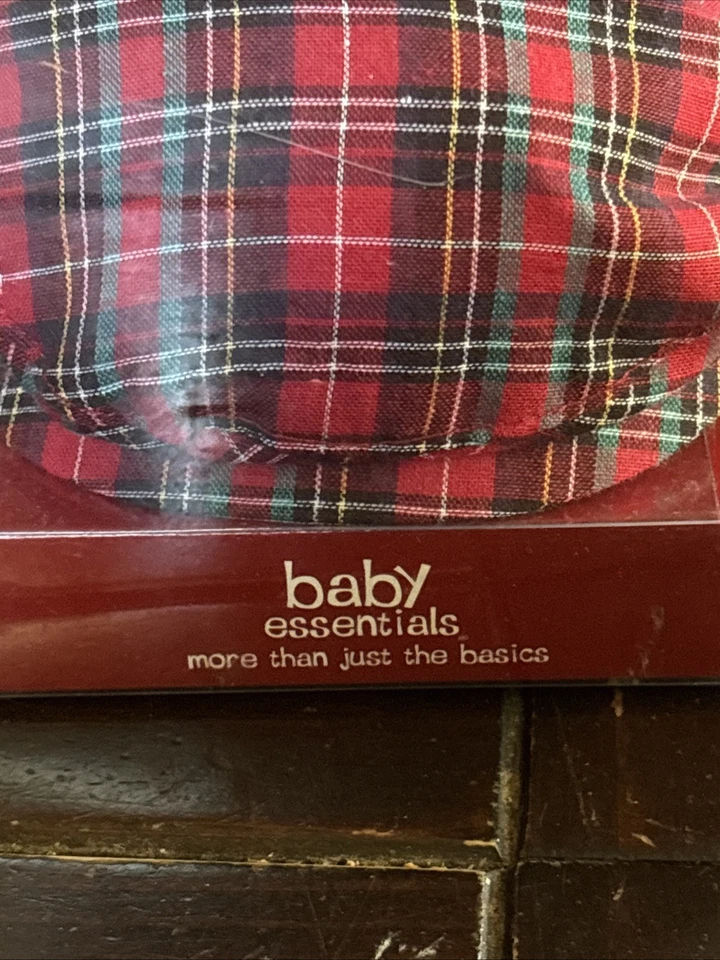 baby
essentials
more than just the basics